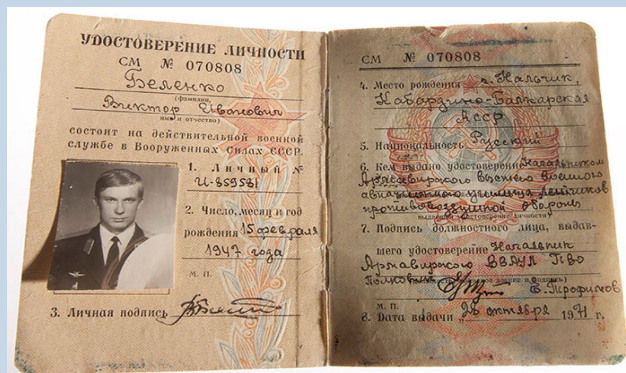 УДОСТОВЕРЕНИЕ ЛИЧНОСТИ
СМ № 070808
Беленко
(фамилия,
Виктор Иванович
имя и отчество)
состоит на действительной военной
службе в Вооруженных Силах СССР.
1. Личный №
И-859581
2. Число, месяц и год
рождения 15 февраля
1947 года
м. п.
3. Личная подпись
СМ № 070808
4. Место рождения г. Нальчик,
Кабардино-Балкарская
АССР
5. Национальность Русский
6. Кем выдано удостоверение Начальником
Армавирского высшего военного
авиационного училища летчиков
противовоздушной обороны
7. Подпись должностного лица, выдав-
шего удостоверение Начальник
Армавирского ВВАУЛ ПВО
полковник
Б. Трофимов
м. п.
8. Дата выдачи 26 октября 1971 г.